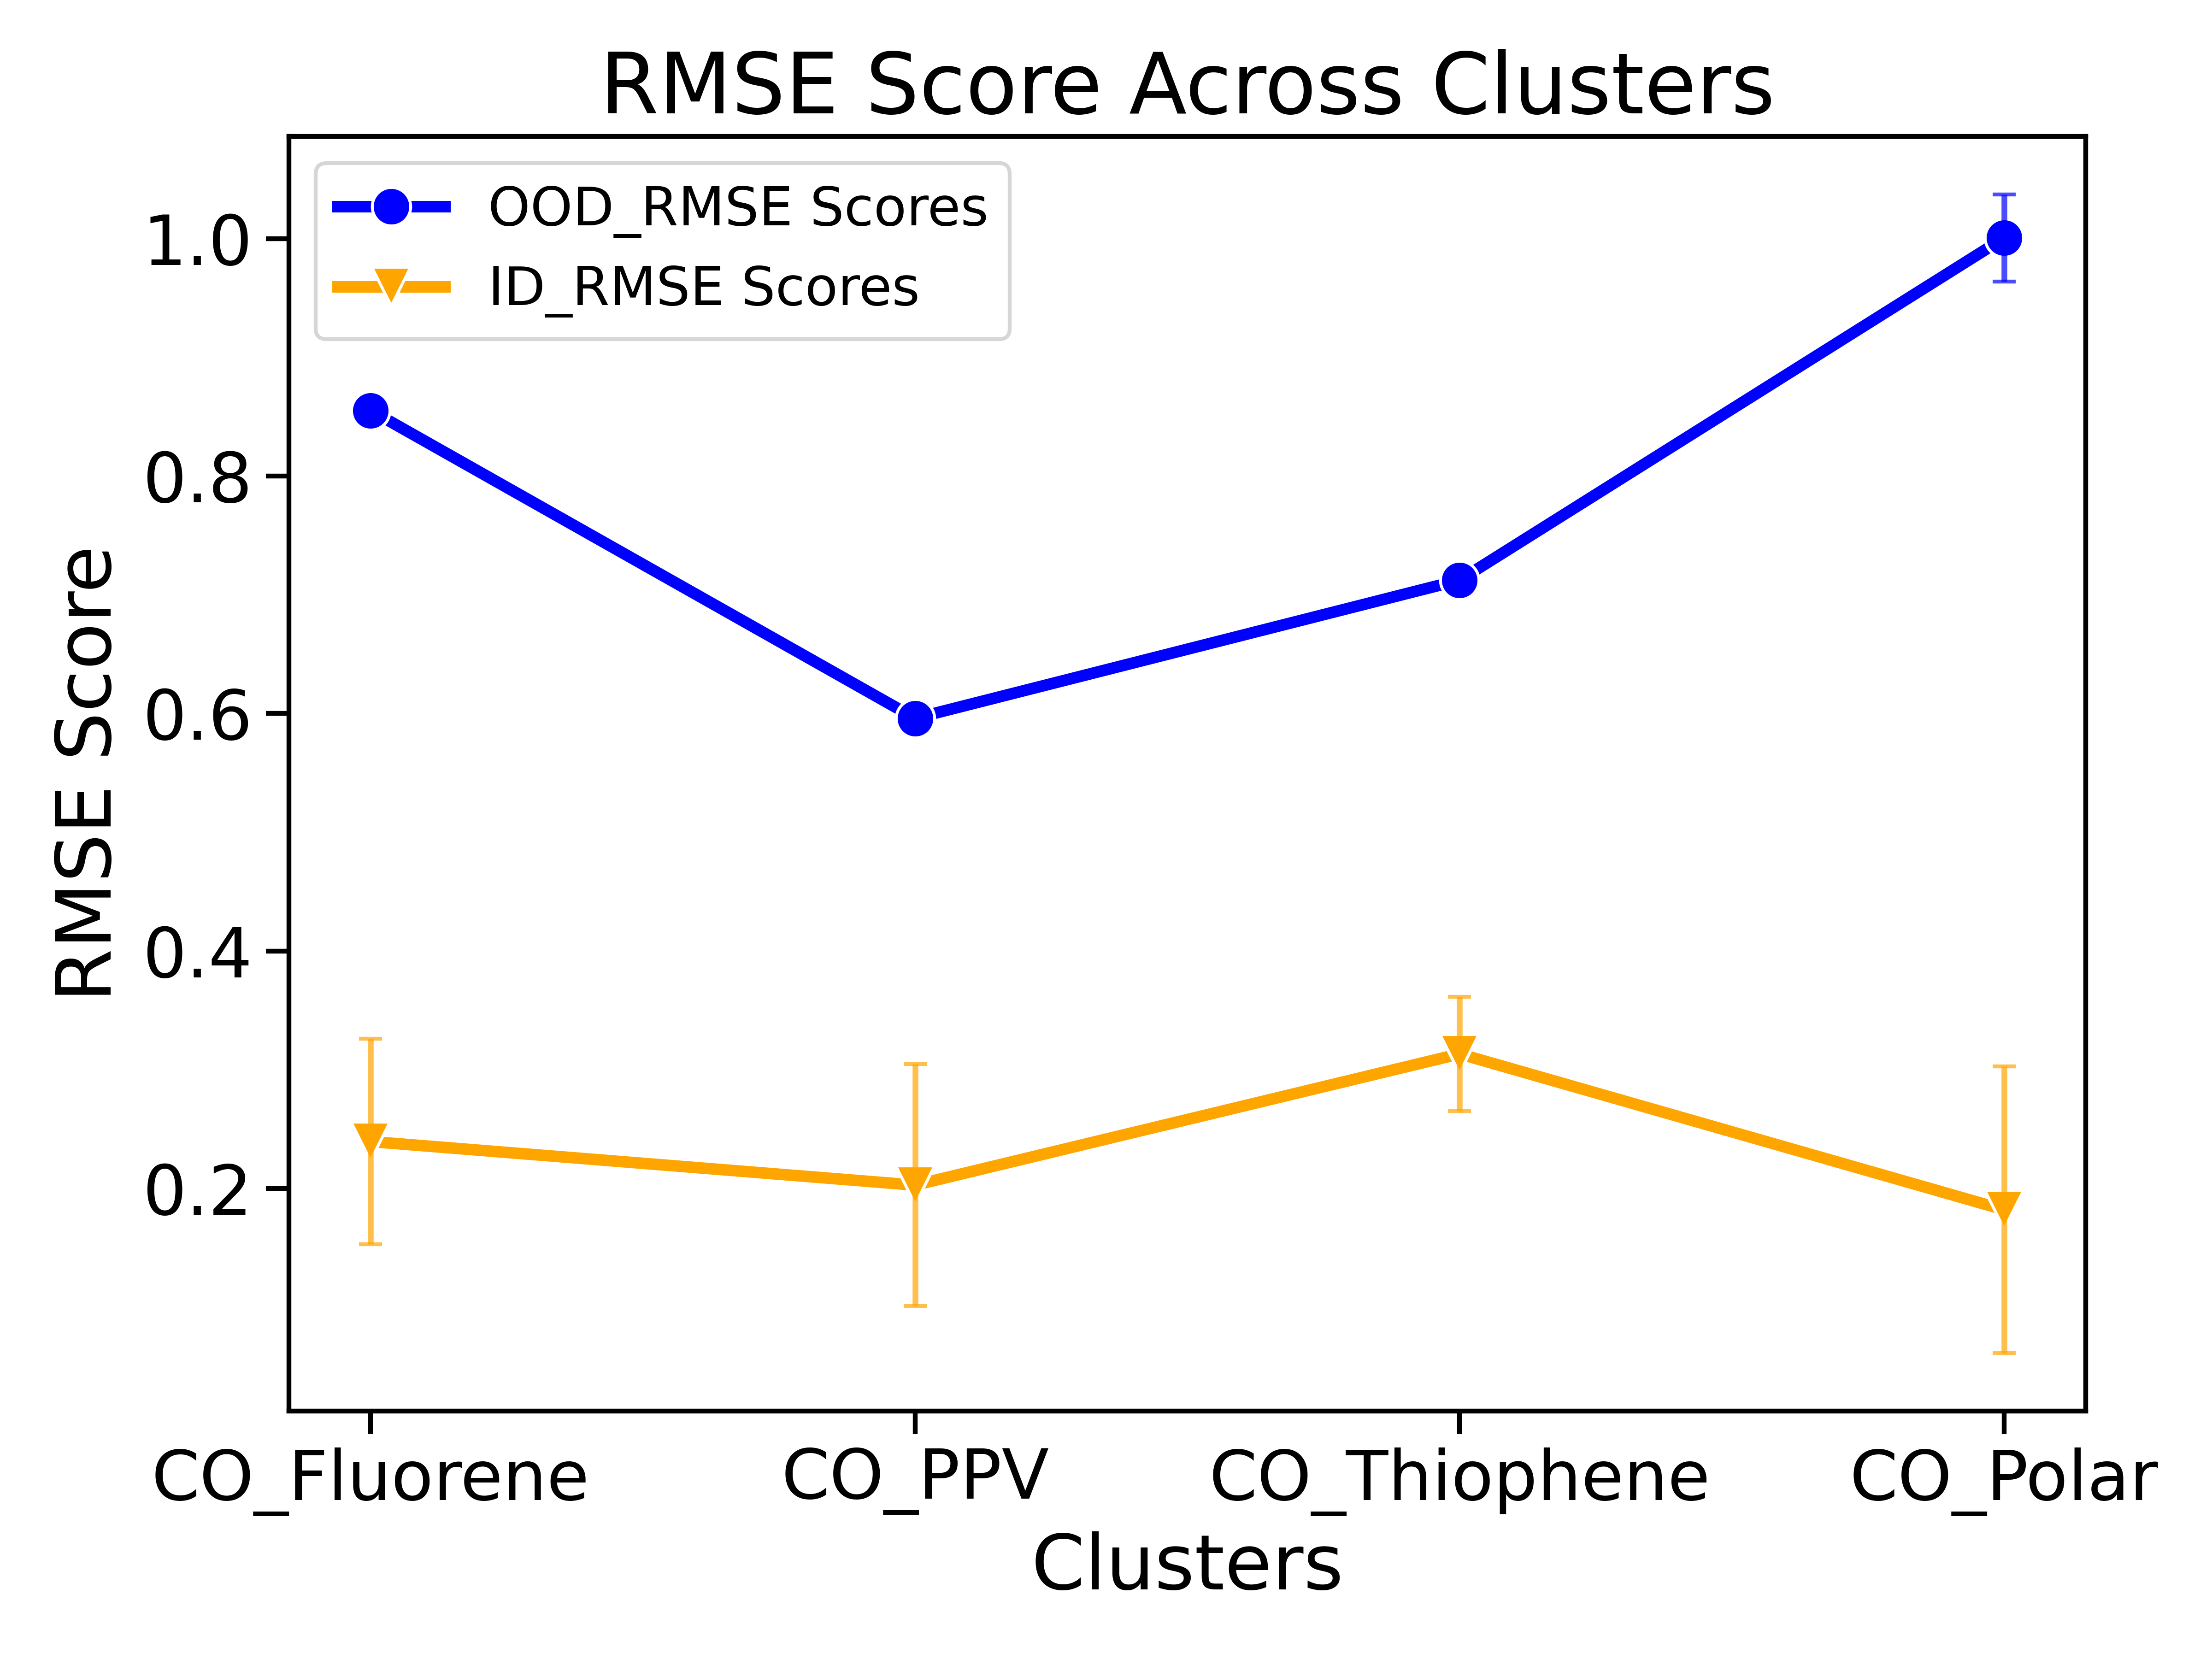 RMSE Score Across Clusters
OOD_RMSE Scores
ID_RMSE Scores
RMSE Score
1.0
0.8
0.6
0.4
0.2
CO_Fluorene
CO_PPV
CO_Thiophene
CO_Polar
Clusters